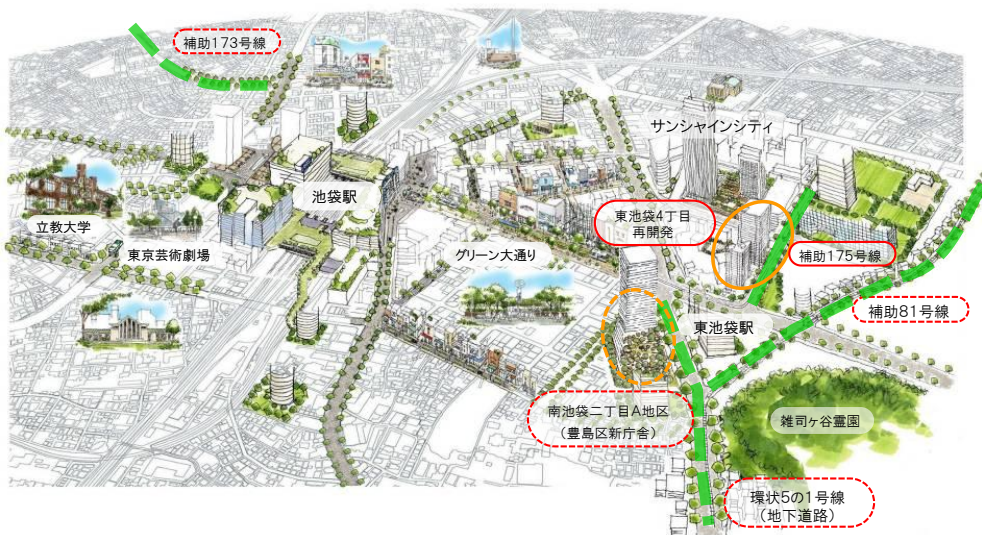 補助173号線
サンシャインシティ
池袋駅
立教大学
東京芸術劇場
グリーン大通り
東池袋4丁目
再開発
補助175号線
補助81号線
東池袋駅
南池袋二丁目A地区
(豊島区新庁舎)
雑司ヶ谷霊園
環状5の1号線
(地下道路)